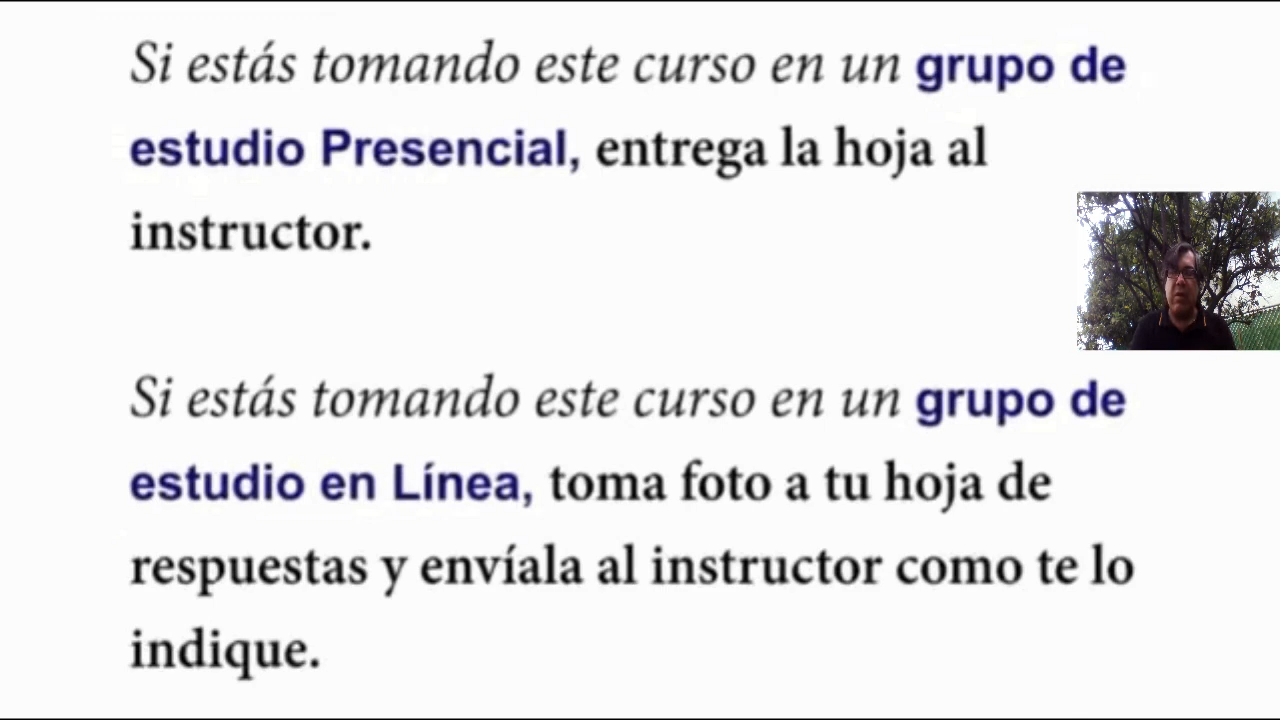 Si estás tomando este curso en un grupo de
estudio Presencial, entrega la hoja al
instructor.
Si estás tomando este curso en un grupo de
estudio en Línea, toma foto a tu hoja de
respuestas y envíala al instructor como te lo
indique.